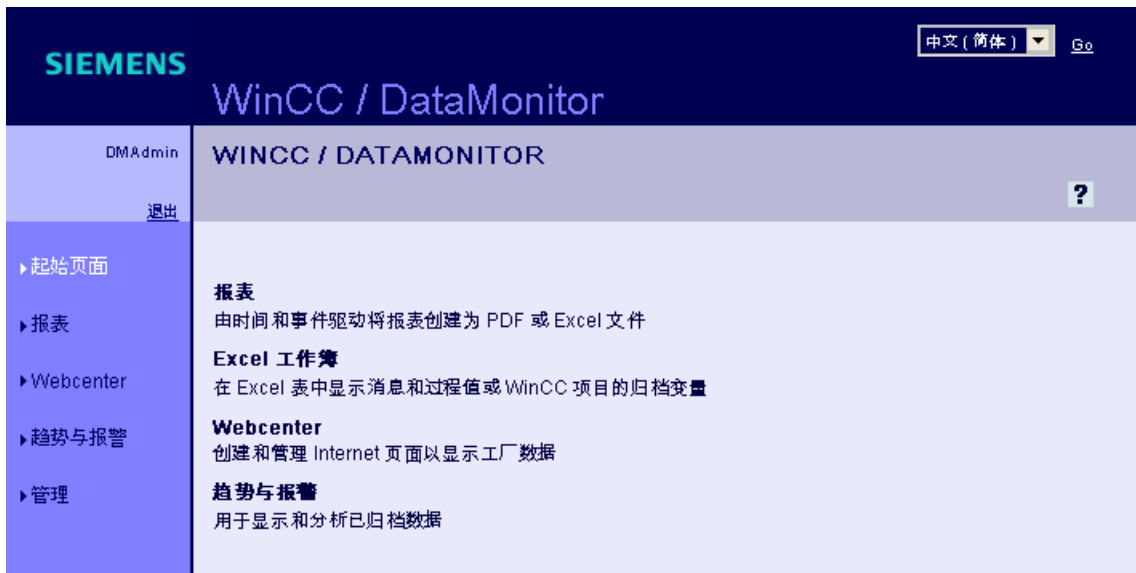 SIEMENS
中文(简体)
Go
WinCC / DataMonitor
DMAdmin
退出
WINCC / DATAMONITOR
?
起始页面
报表
Webcenter
趋势与报警
管理
报表
由时间和事件驱动将报表创建为 PDF 或 Excel 文件
Excel 工作簿
在 Excel 表中显示消息和过程值或 WinCC 项目的归档变量
Webcenter
创建和管理 Internet 页面以显示工厂数据
趋势与报警
用于显示和分析已归档数据